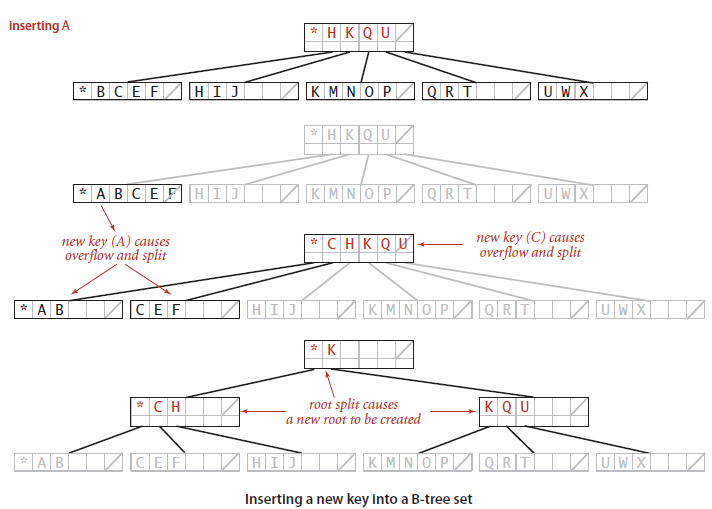 inserting A
* H K Q U
* B C E F H I J K M N O P Q R T U W X
* H K Q U
* A B C E F H I J K M N O P Q R T U W X
new key (A) causes
overflow and split
* C H K Q U
new key (C) causes
overflow and split
* A B C E F H I J K M N O P Q R T U W X
* K
* C H
root split causes
a new root to be created
K Q U
* A B C E F H I J K M N O P Q R T U W X
Inserting a new key into a B-tree set